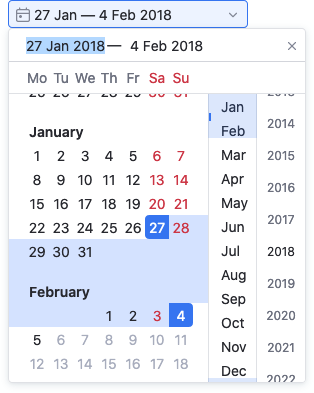 27 Jan — 4 Feb 2018
27 Jan 2018 — 4 Feb 2018
Mo Tu We Th Fr Sa Su
January
1 2 3 4 5 6 7
8 9 10 11 12 13 14
15 16 17 18 19 20 21
22 23 24 25 26 27 28
29 30 31
February
1 2 3 4
5 6 7 8 9 10 11
12 13 14 15 16 17 18
Jan
Feb
Mar
Apr
May
Jun
Jul
Aug
Sep
Oct
Nov
Dec
2014
2015
2016
2017
2018
2019
2020
2021
2022